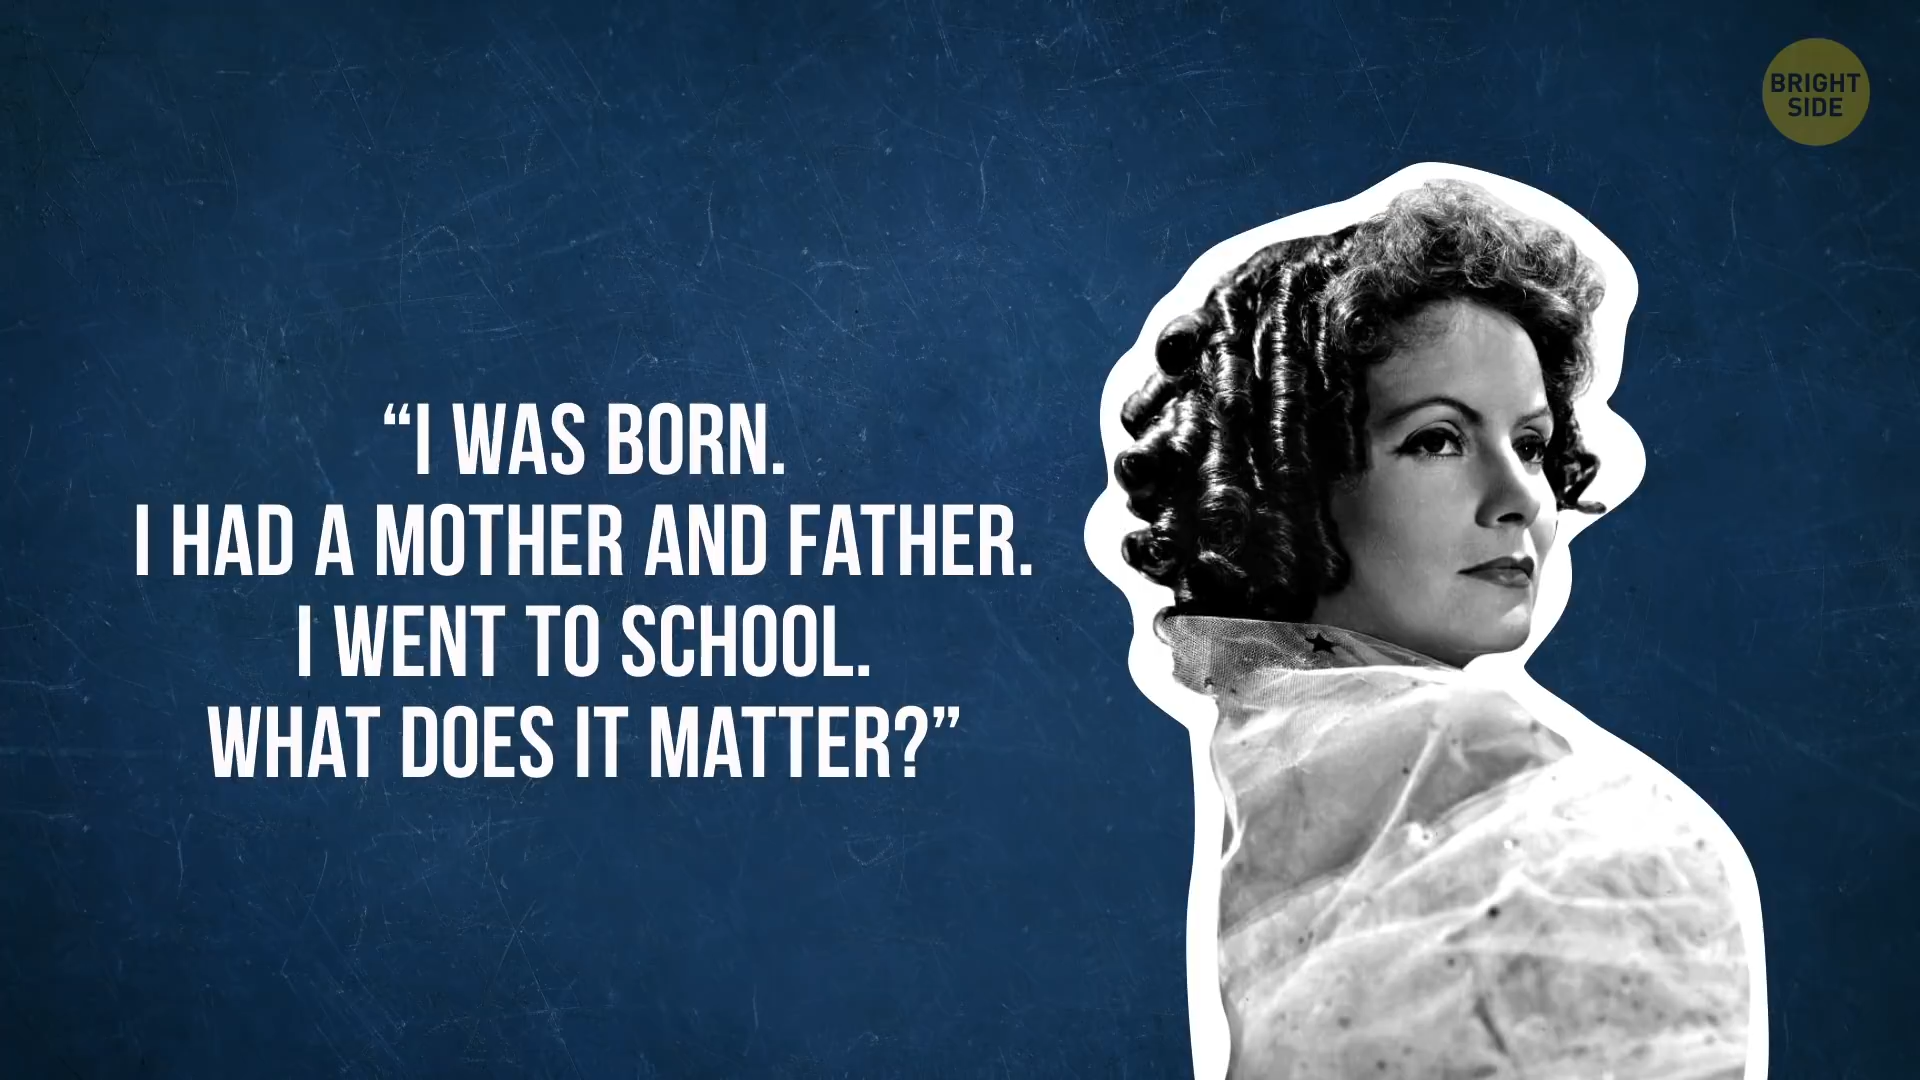 BRIGHT
SIDE
“I WAS BORN.
I HAD A MOTHER AND FATHER.
I WENT TO SCHOOL.
WHAT DOES IT MATTER?”